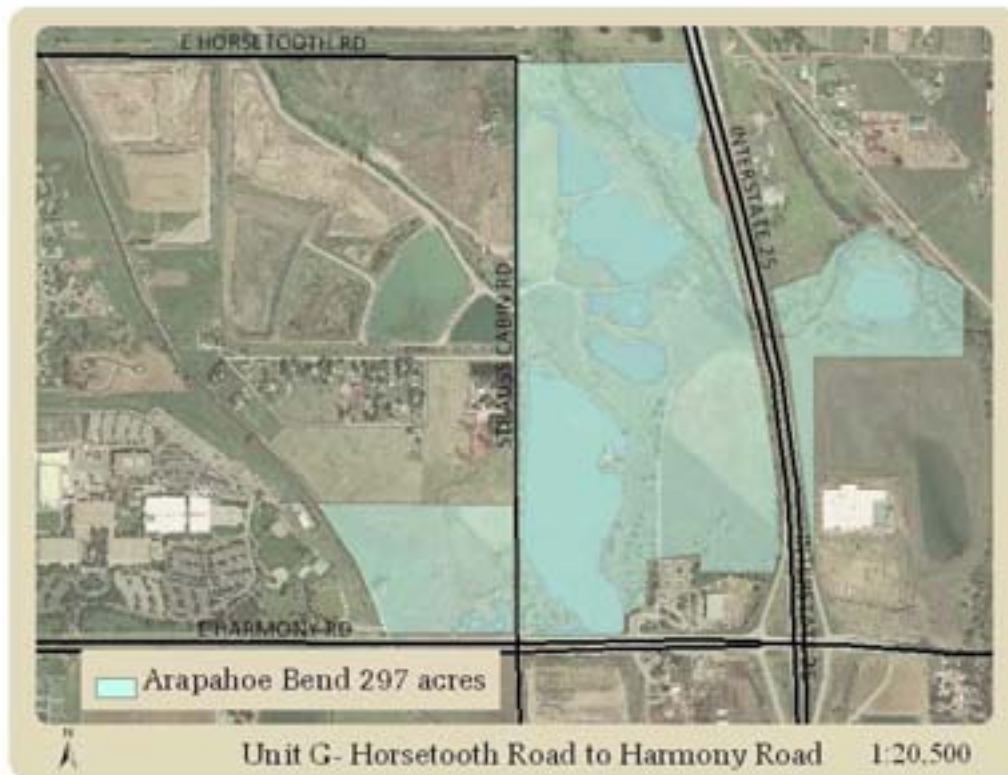 E HORSETOOTH RD
INTERSTATE 25
STRAUSS CABIN RD
E HARMONY RD
Arapahoe Bend 297 acres
N
Unit G- Horsetooth Road to Harmony Road 1:20,500